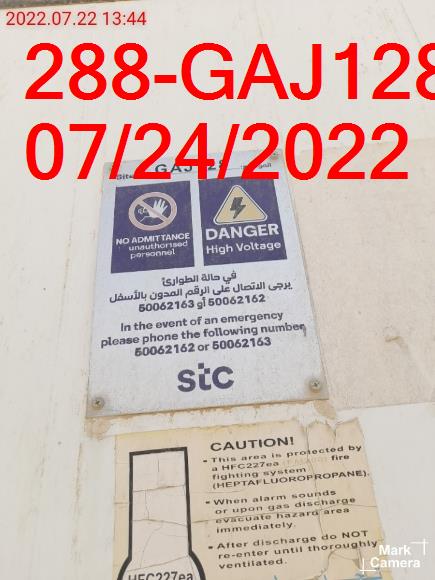 2022.07.22 13:44
288-GAJ128
07/24/2022
NO ADMITTANCE
unauthorised
personnel
DANGER
High Voltage
في حالة الطوارئ
يرجى الاتصال على الرقم المدون بالأسفل
50062162 أو 50062163
In the event of an emergency
please phone the following number
50062162 or 50062163
stc
CAUTION!
• This area is protected by
a HFC227ea fire
fighting system
(HEPTAFLUOROPROPANE).
• When alarm sounds
or upon gas discharge
evacuate hazard area
immediately.
• After discharge do NOT
re-enter until thoroughly
ventilated.
HFC227ea
Mark
Camera